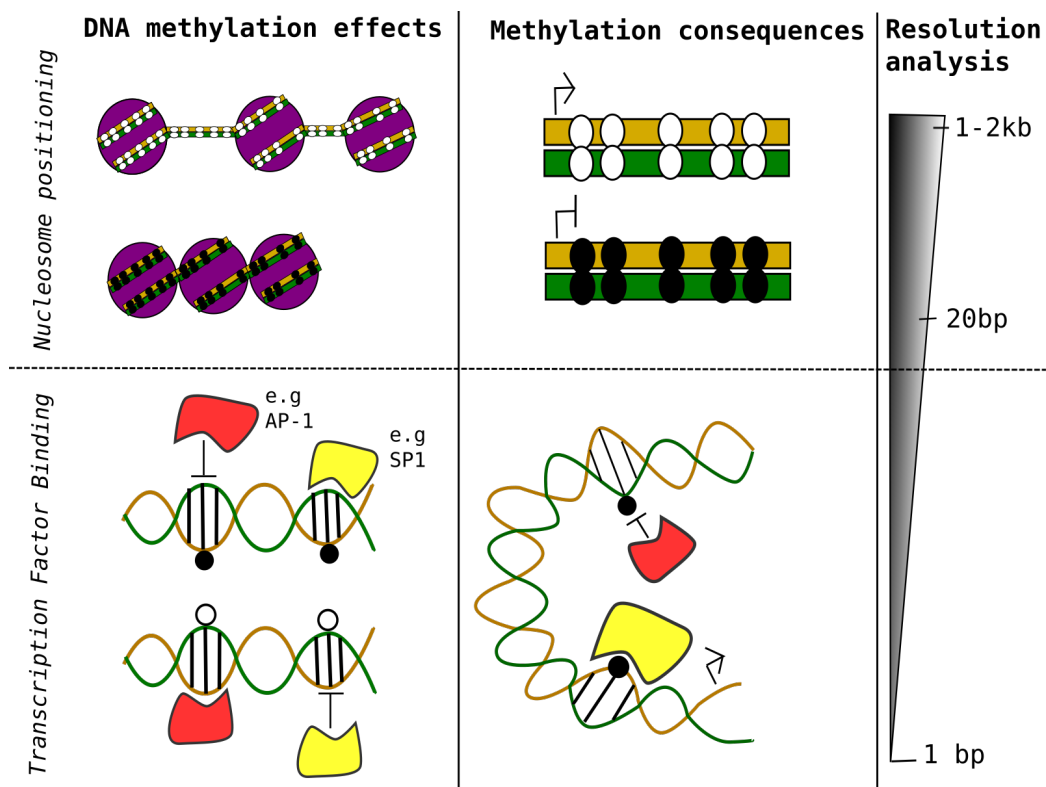 DNA methylation effects
Methylation consequences
Resolution
analysis
Nucleosome positioning
1-2kb
20bp
Transcription Factor Binding
e.g
AP-1
e.g
SP1
1 bp